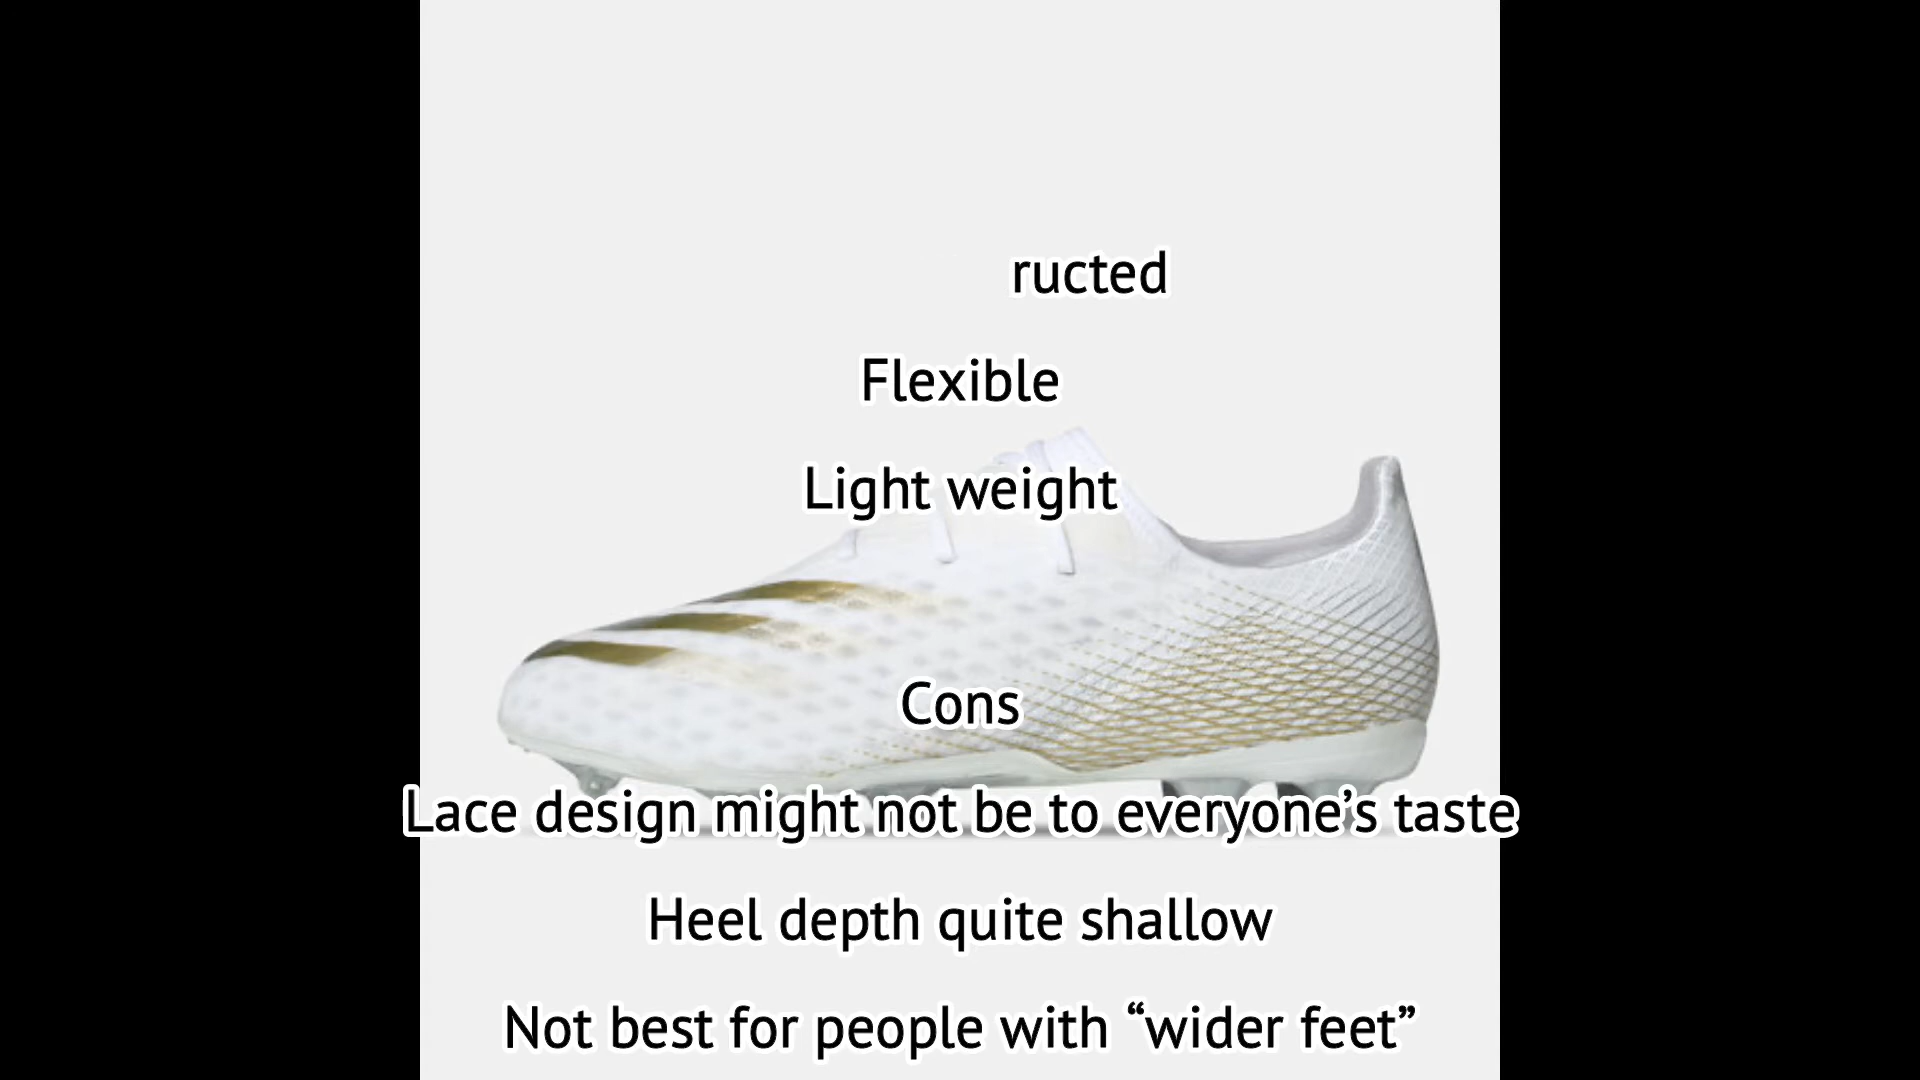 ructed
Flexible
Light weight
Cons
Lace design might not be to everyone’s taste
Heel depth quite shallow
Not best for people with “wider feet”